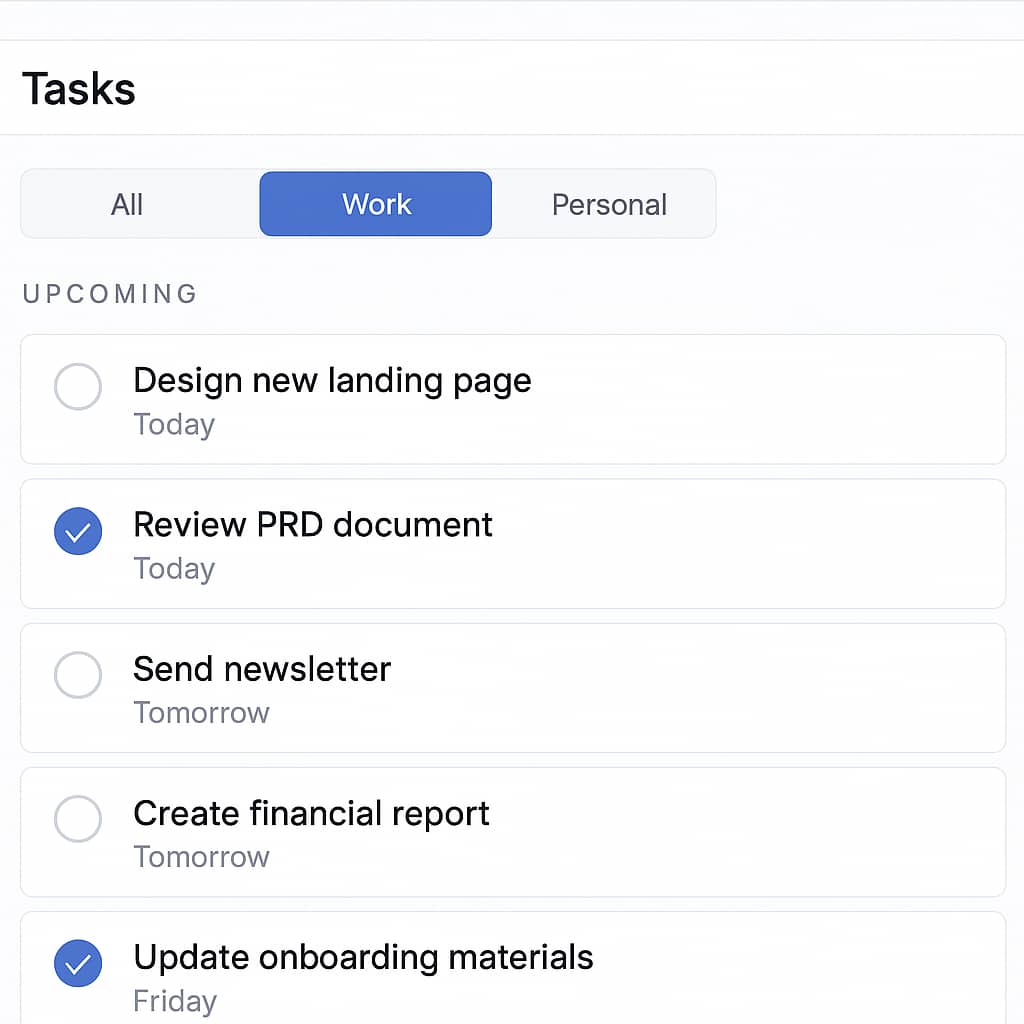 Tasks
All Work Personal
UPCOMING
Design new landing page
Today
Review PRD document
Today
Send newsletter
Tomorrow
Create financial report
Tomorrow
Update onboarding materials
Friday